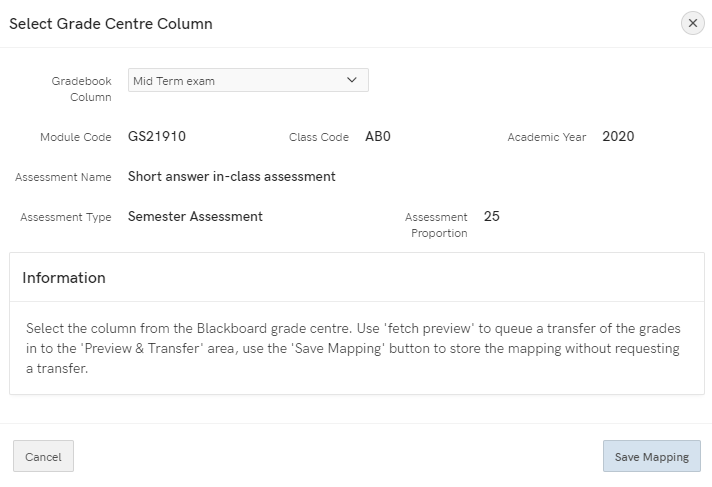 Select Grade Centre Column
Gradebook Column
Mid Term exam
Module Code GS21910 Class Code AB0 Academic Year 2020
Assessment Name Short answer in-class assessment
Assessment Type Semester Assessment Assessment Proportion 25
Information
Select the column from the Blackboard grade centre. Use 'fetch preview' to queue a transfer of the grades
in to the 'Preview & Transfer' area, use the 'Save Mapping' button to store the mapping without requesting
a transfer.
Cancel Save Mapping